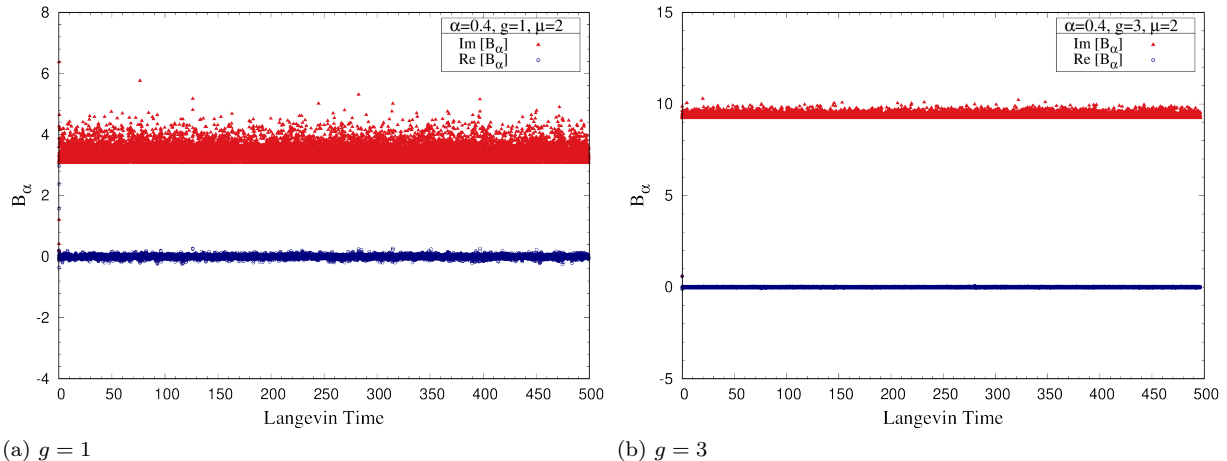 8
6
4
2
0
-2
-4
B_α
α=0.4, g=1, μ=2
Im [B_α]
Re [B_α]
0 50 100 150 200 250 300 350 400 450 500
Langevin Time
(a) g = 1
15
10
5
0
-5
B_α
α=0.4, g=3, μ=2
Im [B_α]
Re [B_α]
0 50 100 150 200 250 300 350 400 450 500
Langevin Time
(b) g = 3